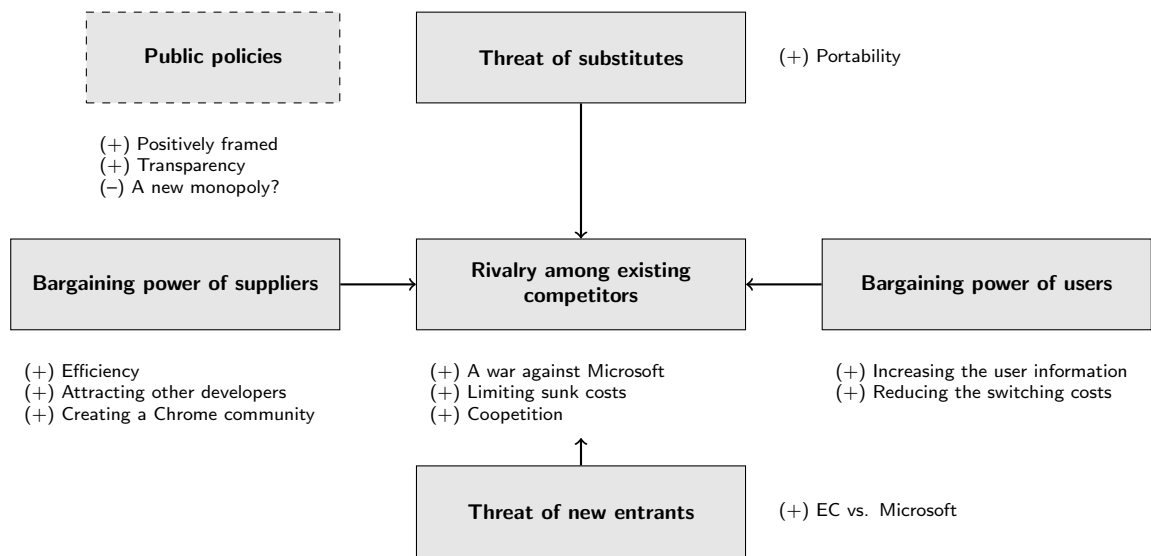 Public policies
Threat of substitutes
(+) Portability
(+) Positively framed
(+) Transparency
(–) A new monopoly?
Bargaining power of suppliers
Rivalry among existing
competitors
Bargaining power of users
(+) Efficiency
(+) Attracting other developers
(+) Creating a Chrome community
(+) A war against Microsoft
(+) Limiting sunk costs
(+) Coopetition
(+) Increasing the user information
(+) Reducing the switching costs
Threat of new entrants
(+) EC vs. Microsoft